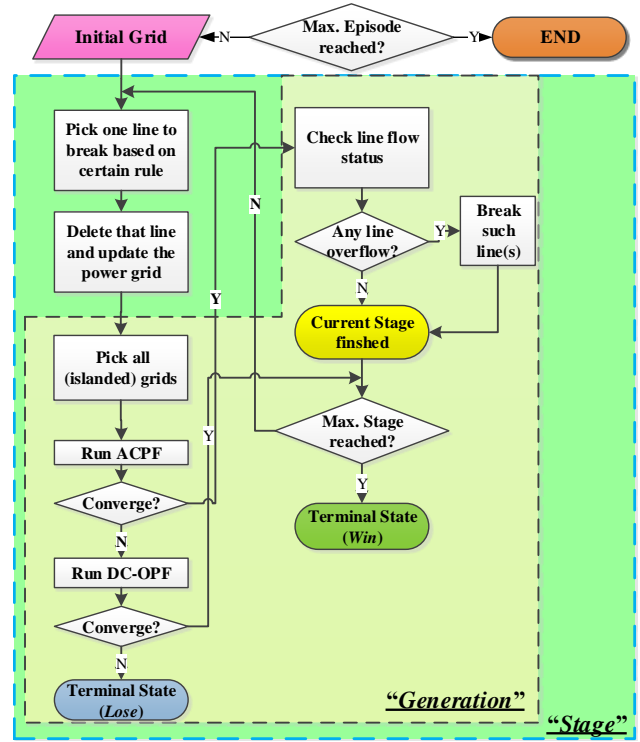 Initial Grid
N
Max. Episode
reached?
Y
END
Pick one line to
break based on
certain rule
Delete that line
and update the
power grid
Check line flow
status
N
Any line
overflow?
Y
Break
such
line(s)
N
Y
Current Stage
finshed
Pick all
(islanded) grids
Y
Max. Stage
reached?
Run ACPF
Y
Converge?
Terminal State
(Win)
N
Run DC-OPF
Converge?
N
Terminal State
(Lose)
“Generation”
“Stage”